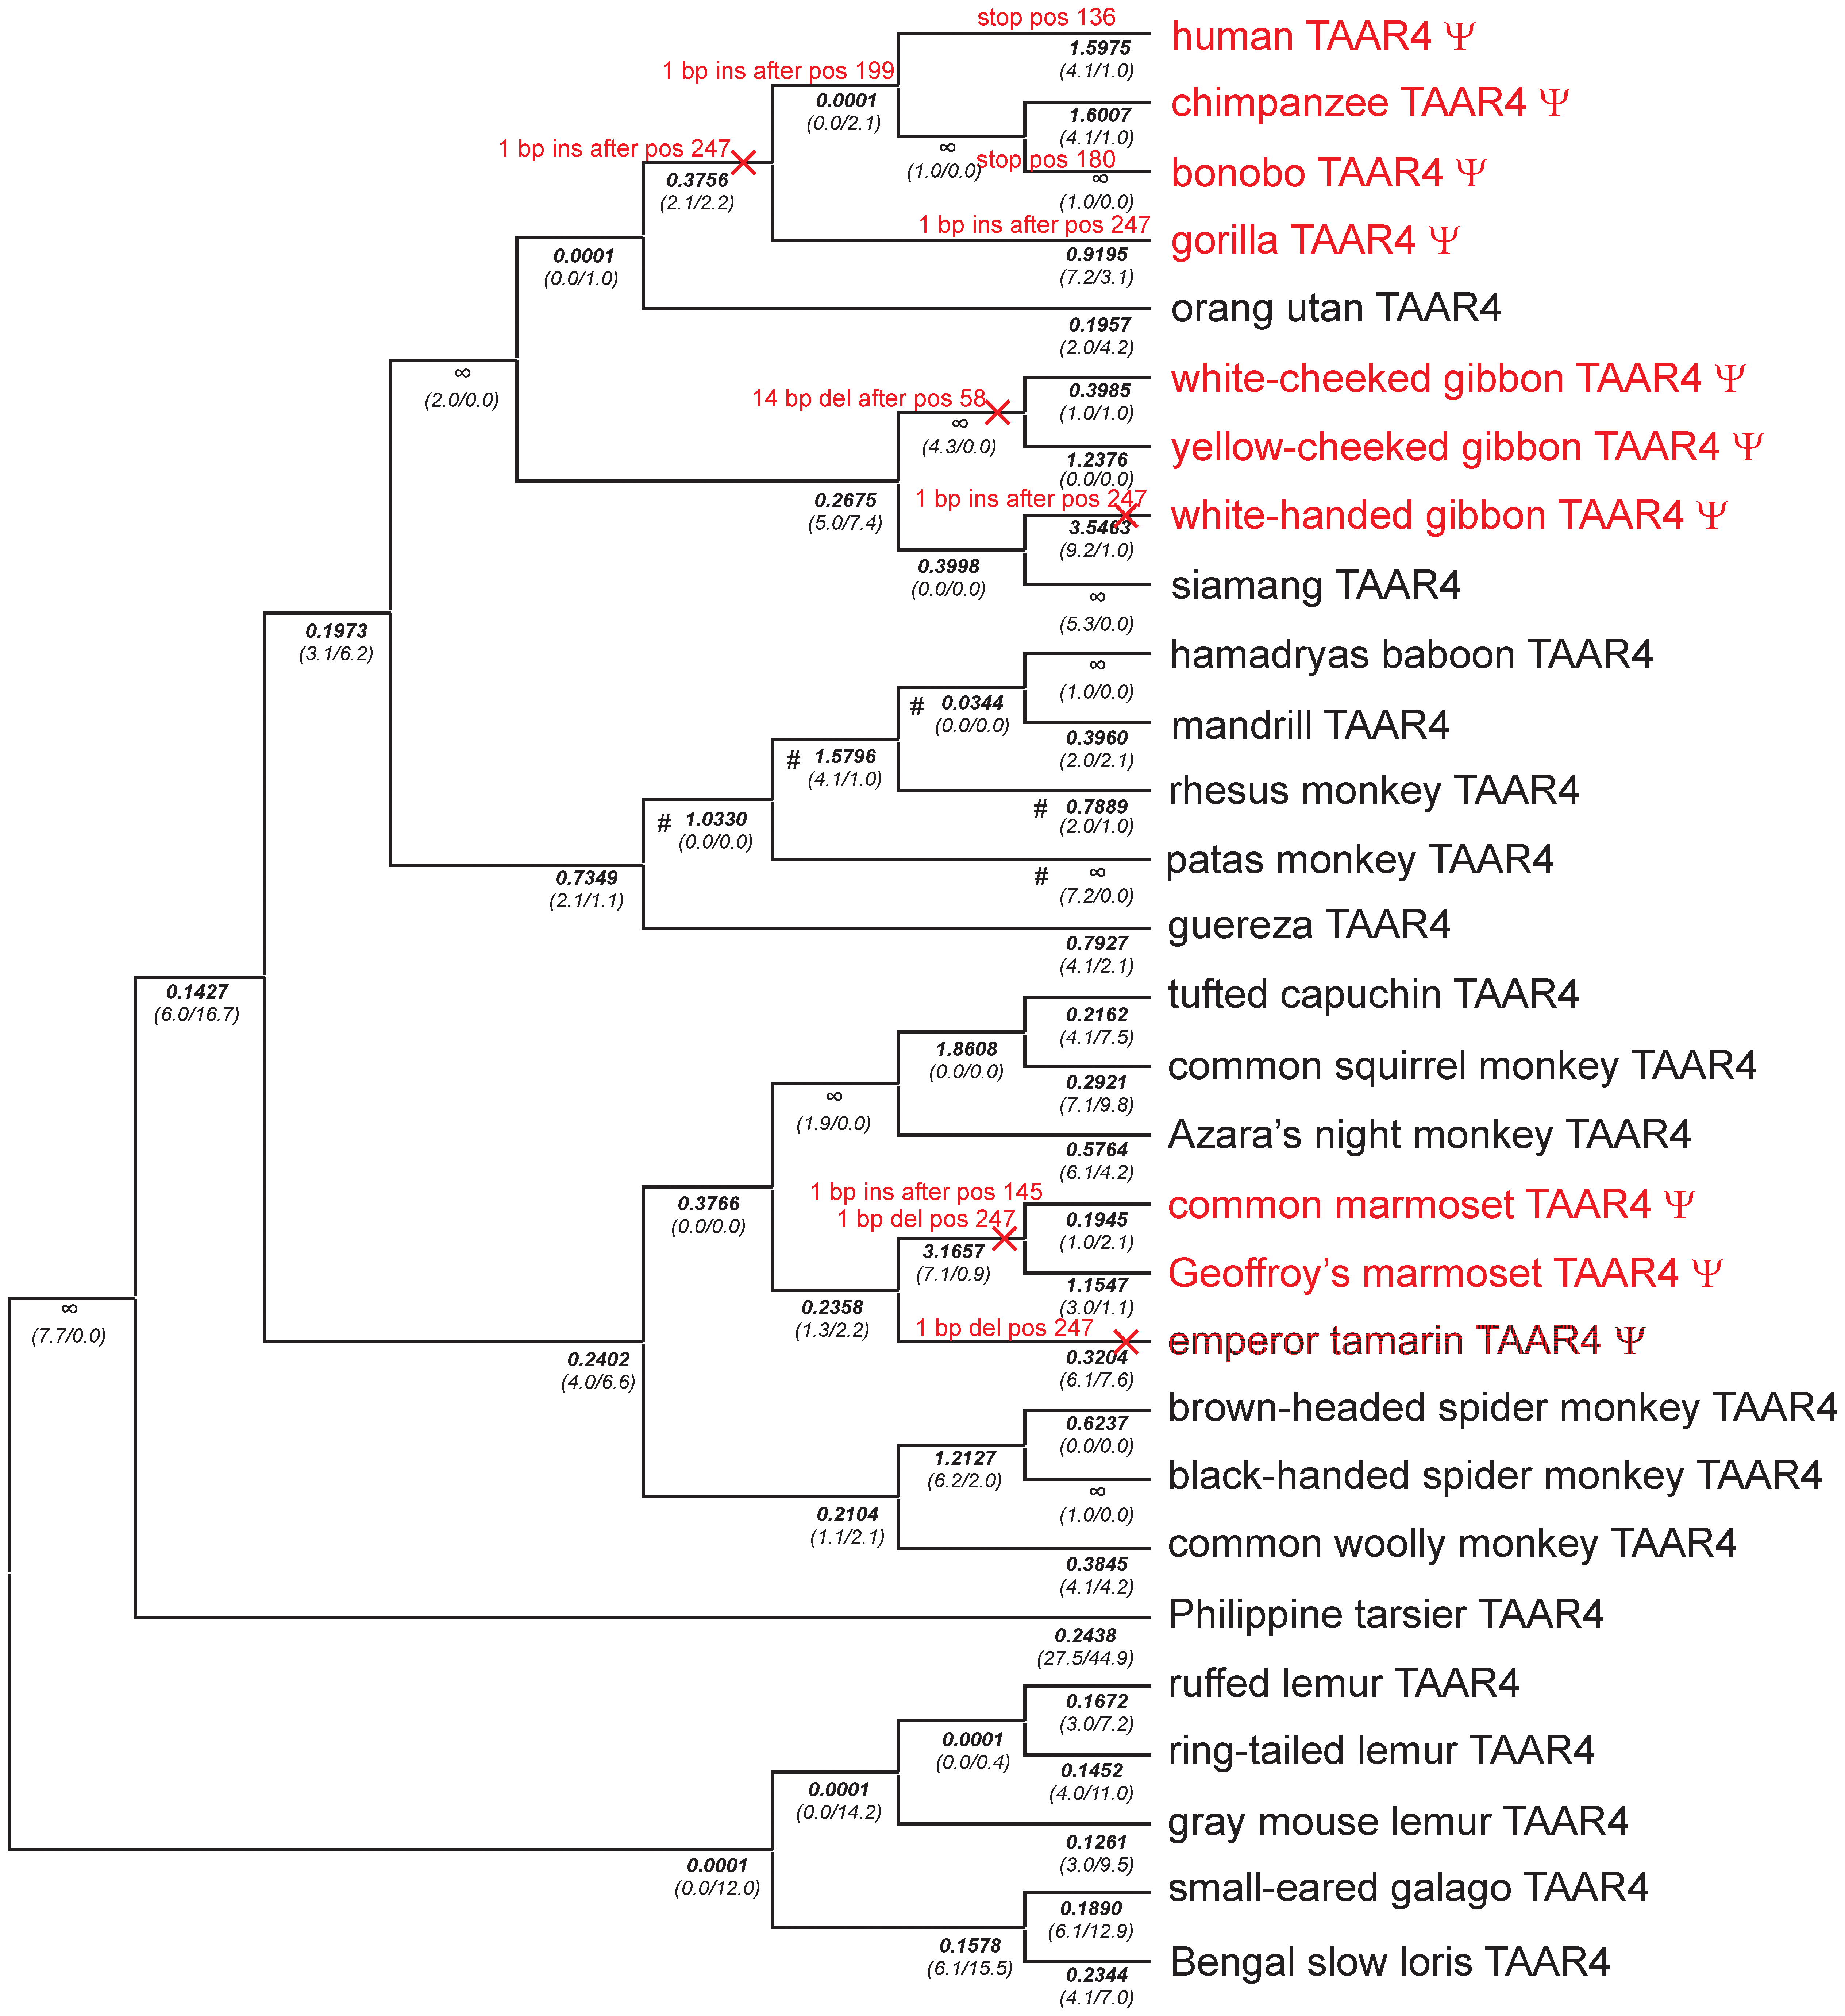 stop pos 136
human TAAR4 Ψ
1.5975
(4.1/1.0)
1 bp ins after pos 199
0.0001
(0.0/2.1)
chimpanzee TAAR4 Ψ
1.6007
(4.1/1.0)
1 bp ins after pos 247
0.3756
(2.1/2.2)
∞
(1.0/0.0)
stop pos 180
bonobo TAAR4 Ψ
∞
(1.0/0.0)
1 bp ins after pos 247
gorilla TAAR4 Ψ
0.9195
(7.2/3.1)
0.0001
(0.0/1.0)
orang utan TAAR4
0.1957
(2.0/4.2)
∞
(2.0/0.0)
white-cheeked gibbon TAAR4 Ψ
0.3985
(1.0/1.0)
14 bp del after pos 58
∞
(4.3/0.0)
yellow-cheeked gibbon TAAR4 Ψ
1.2376
(0.0/0.0)
0.2675
(5.0/7.4)
1 bp ins after pos 247
white-handed gibbon TAAR4 Ψ
3.5463
(9.2/1.0)
0.3998
(0.0/0.0)
siamang TAAR4
∞
(5.3/0.0)
0.1973
(3.1/6.2)
hamadryas baboon TAAR4
∞
(1.0/0.0)
# 0.0344
(0.0/0.0)
mandrill TAAR4
0.3960
(2.0/2.1)
# 1.5796
(4.1/1.0)
rhesus monkey TAAR4
# 0.7889
(2.0/1.0)
# 1.0330
(0.0/0.0)
patas monkey TAAR4
# ∞
(7.2/0.0)
0.7349
(2.1/1.1)
guereza TAAR4
0.7927
(4.1/2.1)
0.1427
(6.0/16.7)
tufted capuchin TAAR4
0.2162
(4.1/7.5)
1.8608
(0.0/0.0)
common squirrel monkey TAAR4
0.2921
(7.1/9.8)
∞
(1.9/0.0)
Azara's night monkey TAAR4
0.5764
(6.1/4.2)
0.3766
(0.0/0.0)
1 bp ins after pos 145
1 bp del pos 247
common marmoset TAAR4 Ψ
0.1945
(1.0/2.1)
3.1657
(7.1/0.9)
Geoffroy's marmoset TAAR4 Ψ
1.1547
(3.0/1.1)
0.2358
(1.3/2.2)
1 bp del pos 247
emperor tamarin TAAR4 Ψ
0.3204
(6.1/7.6)
∞
(7.7/0.0)
0.2402
(4.0/6.6)
brown-headed spider monkey TAAR4
0.6237
(0.0/0.0)
1.2127
(6.2/2.0)
black-handed spider monkey TAAR4
∞
(1.0/0.0)
0.2104
(1.1/2.1)
common woolly monkey TAAR4
0.3845
(4.1/4.2)
Philippine tarsier TAAR4
0.2438
(27.5/44.9)
ruffed lemur TAAR4
0.1672
(3.0/7.2)
0.0001
(0.0/0.4)
ring-tailed lemur TAAR4
0.1452
(4.0/11.0)
0.0001
(0.0/14.2)
gray mouse lemur TAAR4
0.1261
(3.0/9.5)
0.0001
(0.0/12.0)
small-eared galago TAAR4
0.1890
(6.1/12.9)
0.1578
(6.1/15.5)
Bengal slow loris TAAR4
0.2344
(4.1/7.0)